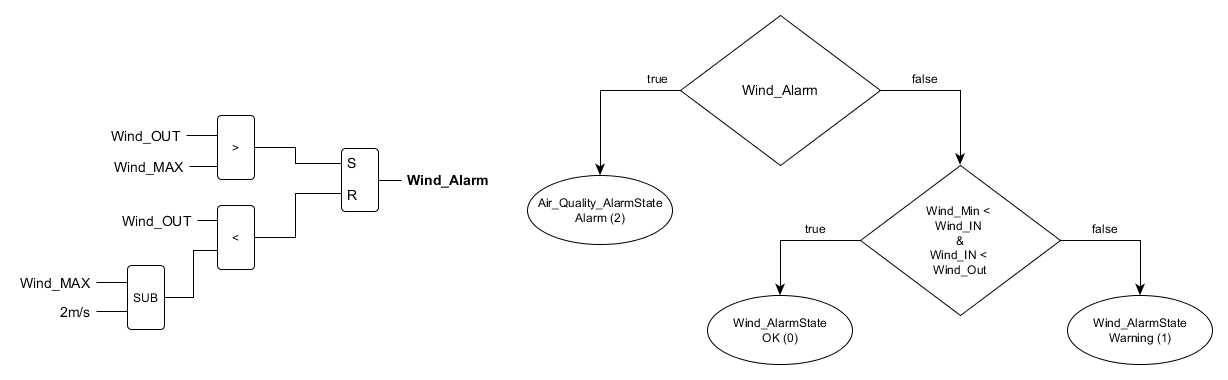 Wind_OUT
Wind_MAX
>
Wind_OUT
<
Wind_MAX
2m/s
SUB
S
R
Wind_Alarm
Wind_Alarm
true
false
Air_Quality_AlarmState
Alarm (2)
Wind_Min <
Wind_IN
&
Wind_IN <
Wind_Out
true
false
Wind_AlarmState
OK (0)
Wind_AlarmState
Warning (1)